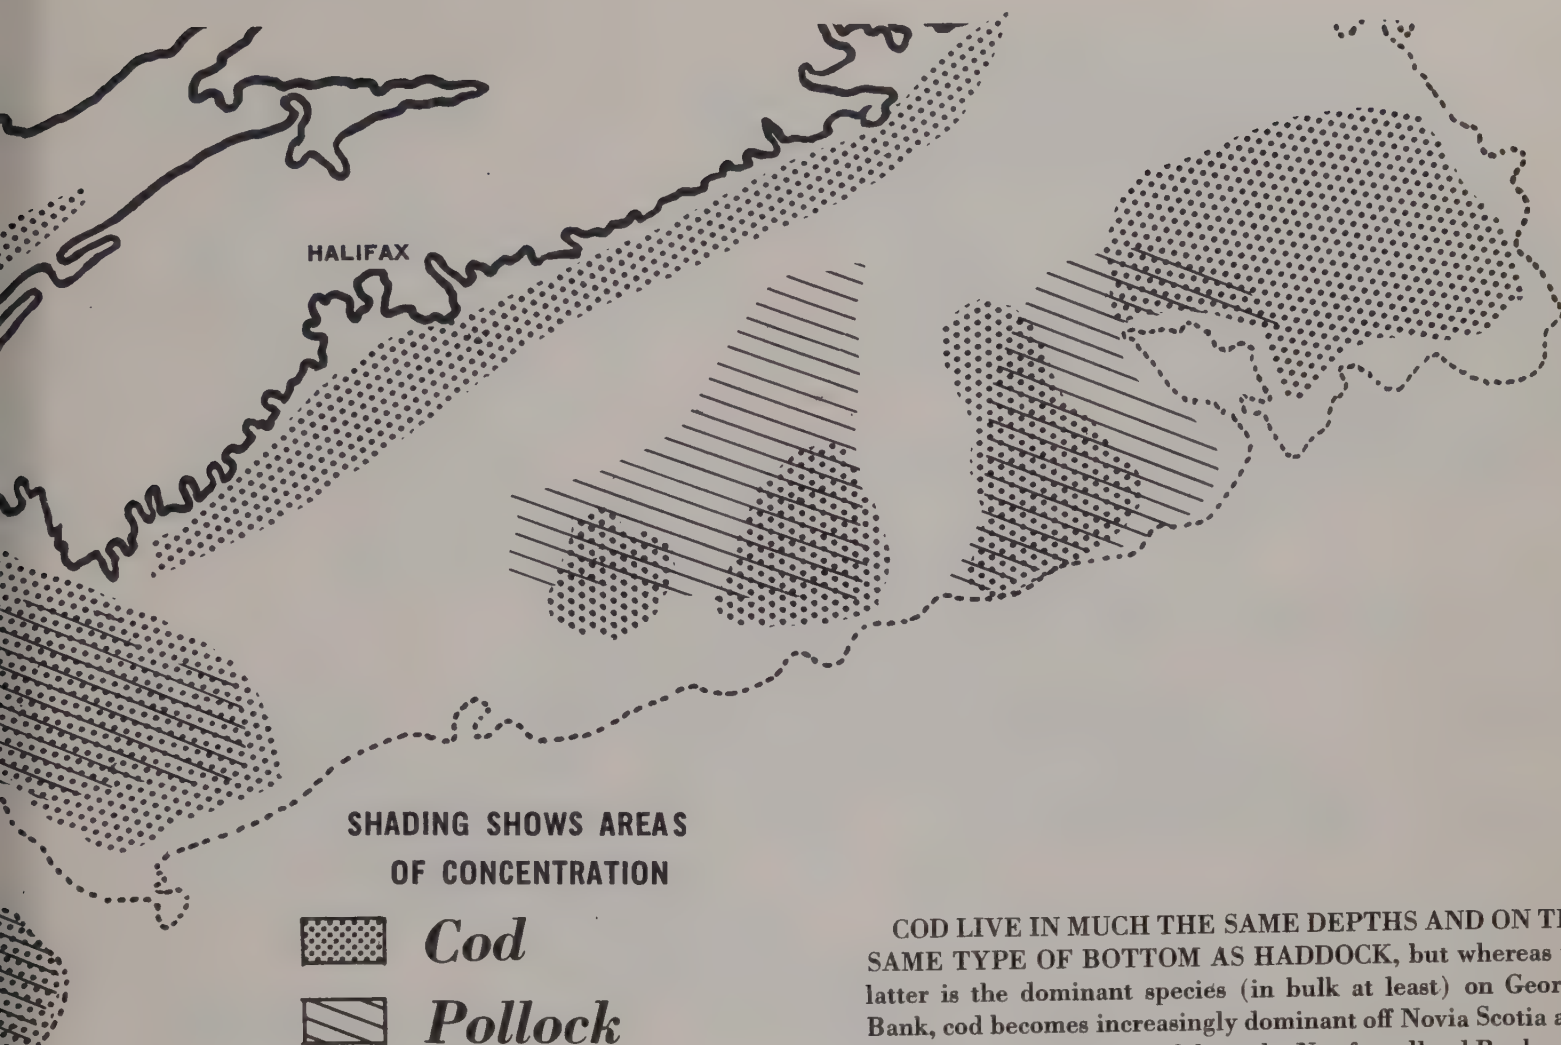 HALIFAX
SHADING SHOWS AREAS
OF CONCENTRATION
Cod
Pollock
COD LIVE IN MUCH THE SAME DEPTHS AND ON
SAME TYPE OF BOTTOM AS HADDOCK, but whereas
latter is the dominant species (in bulk at least) on
Bank, cod becomes increasingly dominant off Novia Scotia